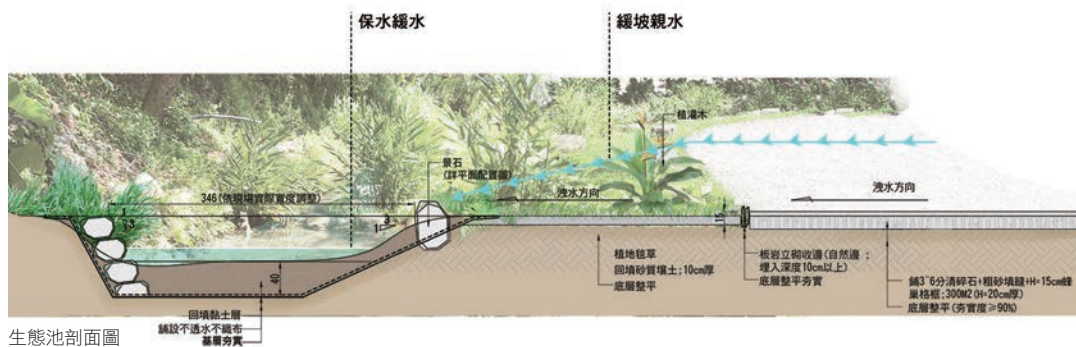 保水緩水
緩坡親水
植灌木
景石
(詳平面配置圖)
346(依現場實際寬度調整)
洩水方向
洩水方向
1
3
3
1
15
40
植地毯草
回填砂質壤土;10cm厚
底層整平
板岩立砌收邊(自然邊;
埋入深度10cm以上)
底層整平夯實
鋪3~6分清碎石+粗砂填縫+H=15cm蜂
巢格框;300M2(H=20cm厚)
底層整平(夯實度≥90%)
回填黏土層
鋪設不透水不織布
基層夯實
生態池剖面圖